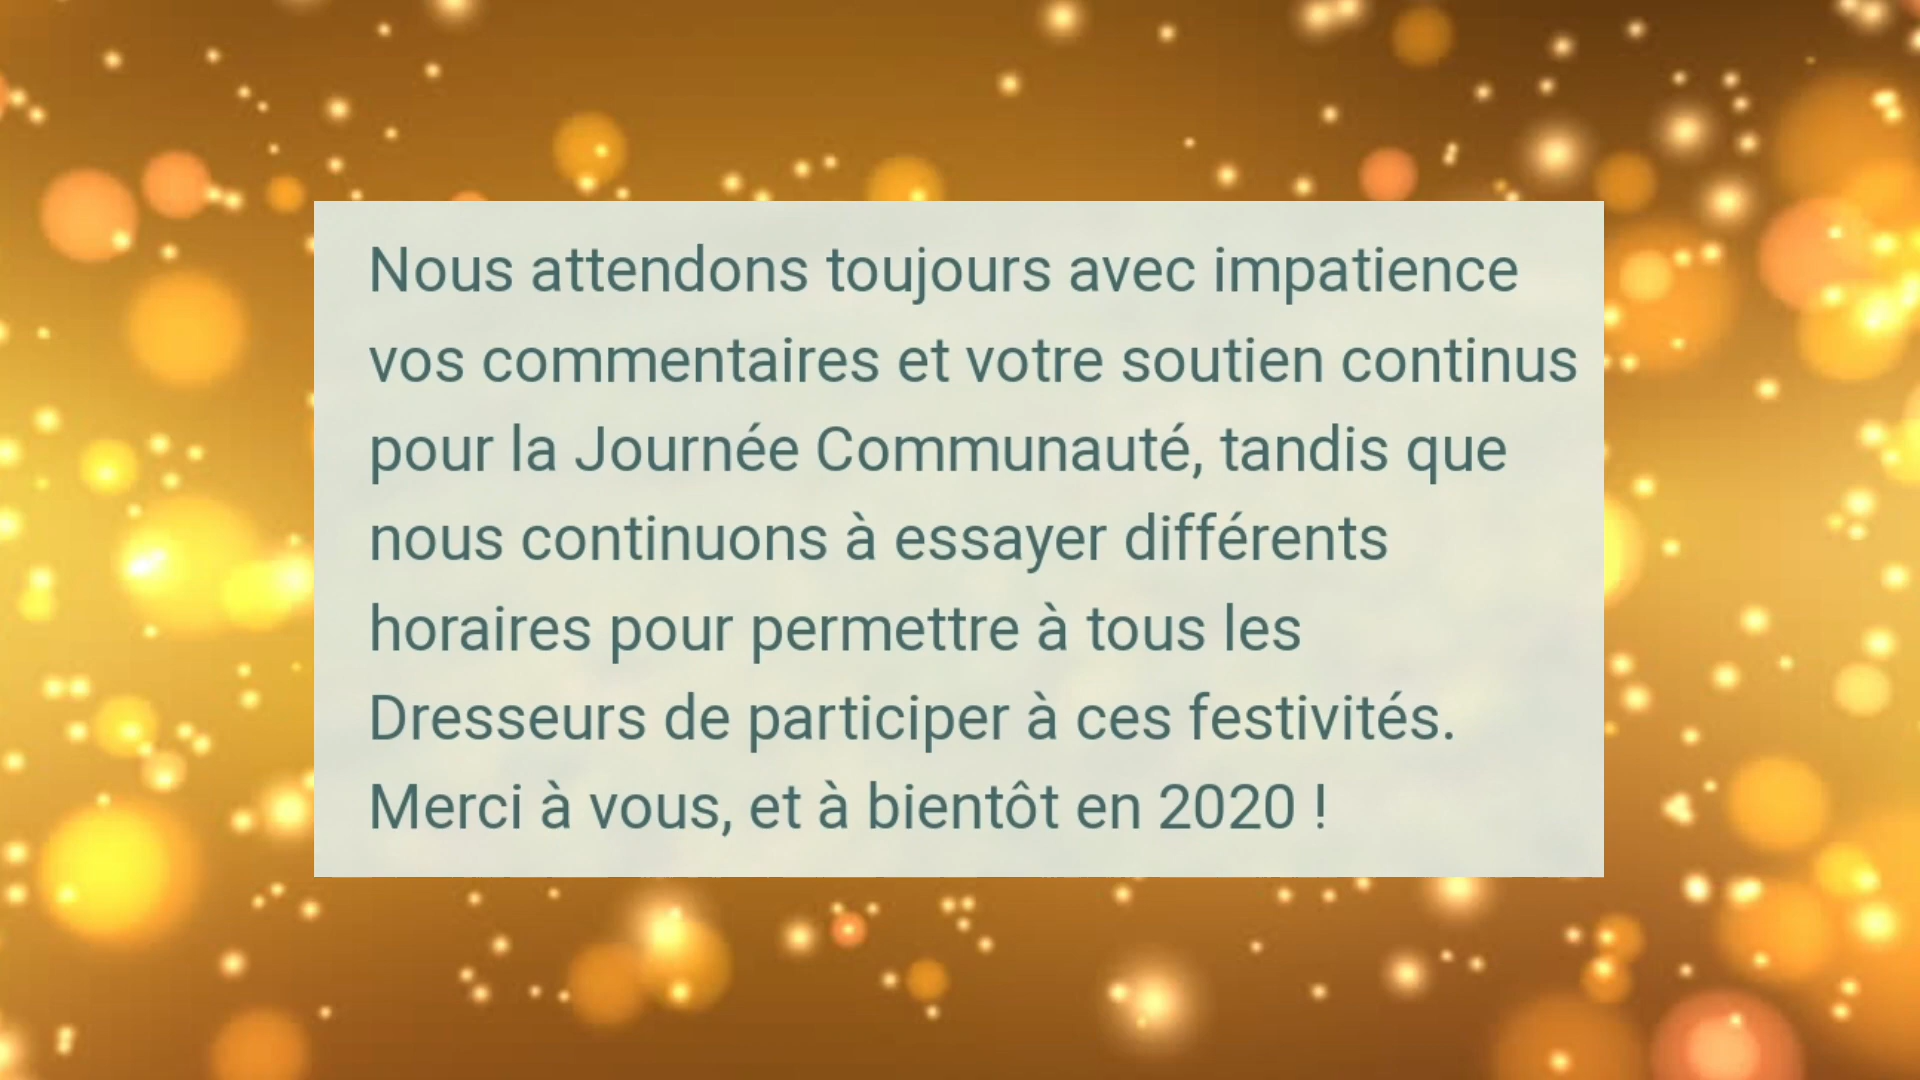 Nous attendons toujours avec impatience
vos commentaires et votre soutien continus
pour la Journée Communauté, tandis que
nous continuons à essayer différents
horaires pour permettre à tous les
Dresseurs de participer à ces festivités.
Merci à vous, et à bientôt en 2020 !